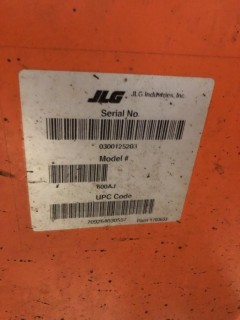 JLG JLG Industries, Inc.
Serial No.
0300125203
Model #
600AJ
UPC Code